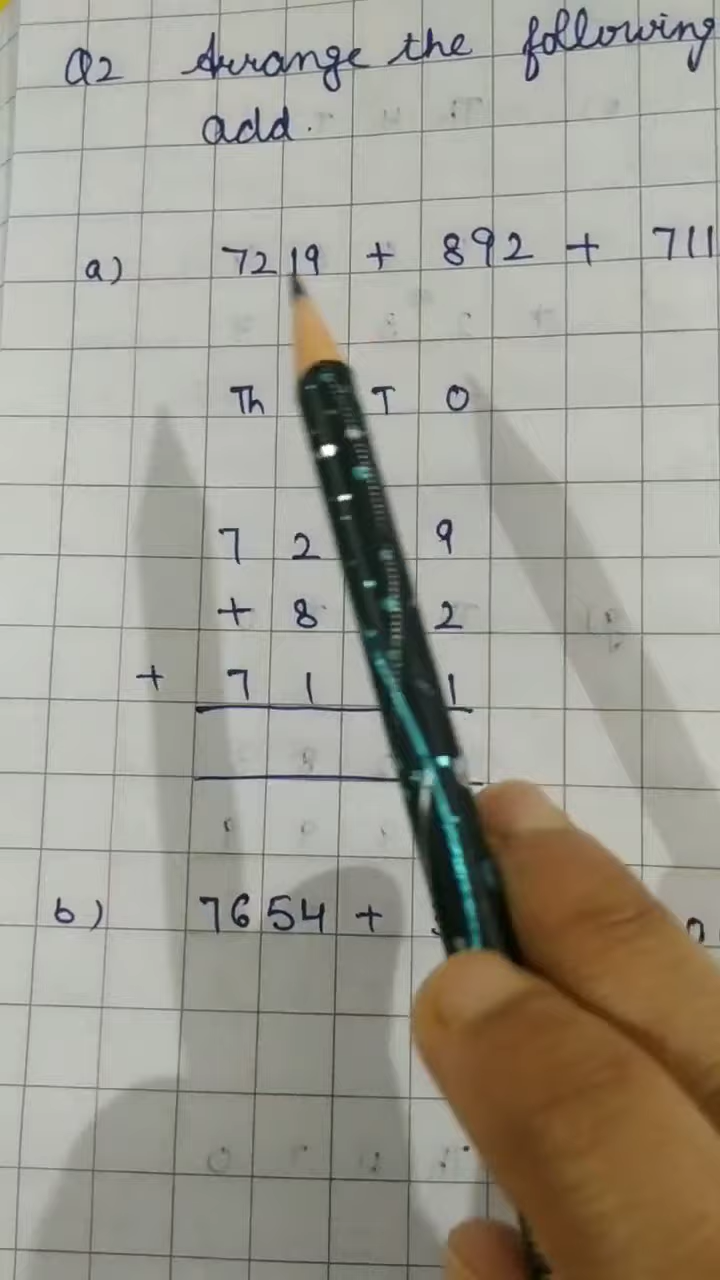 Q2 Arrange the following
add.
a) 7219 + 892 + 711
Th T O
7 2 9
+ 8 2
+ 7 1 1
b) 7654 +